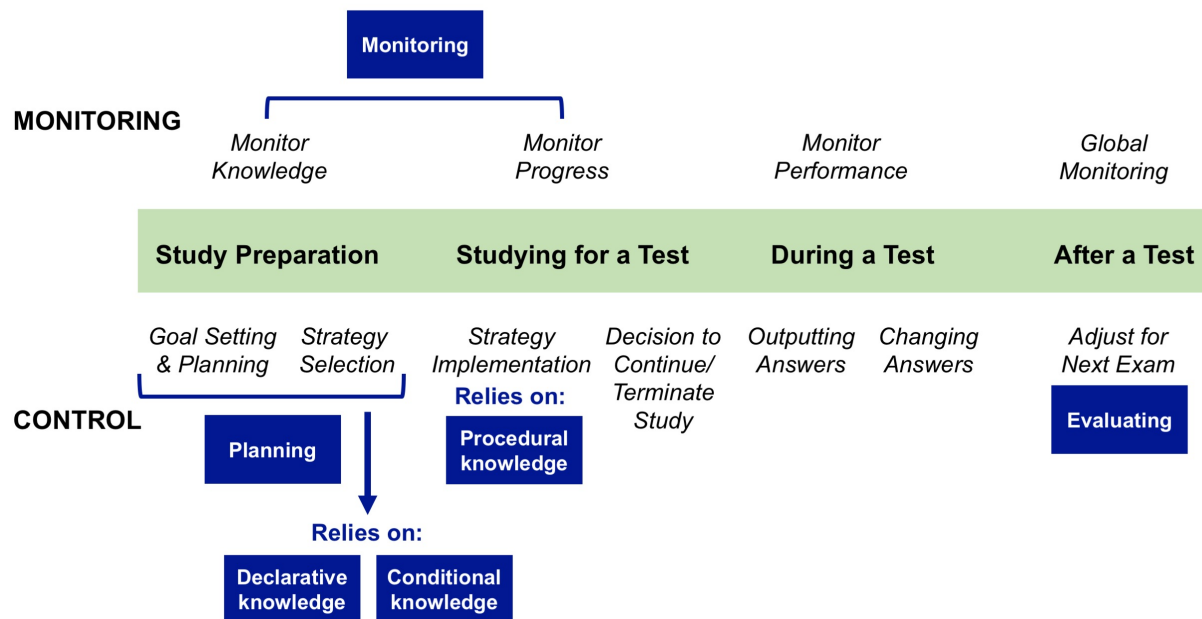 Monitoring
MONITORING
Monitor
Knowledge
Monitor
Progress
Monitor
Performance
Global
Monitoring
Study Preparation
Studying for a Test
During a Test
After a Test
Goal Setting
& Planning
Strategy
Selection
Strategy
Implementation
Decision to
Continue/
Terminate
Study
Outputting
Answers
Changing
Answers
Adjust for
Next Exam
CONTROL
Planning
Relies on:
Procedural
knowledge
Evaluating
Relies on:
Declarative
knowledge
Conditional
knowledge